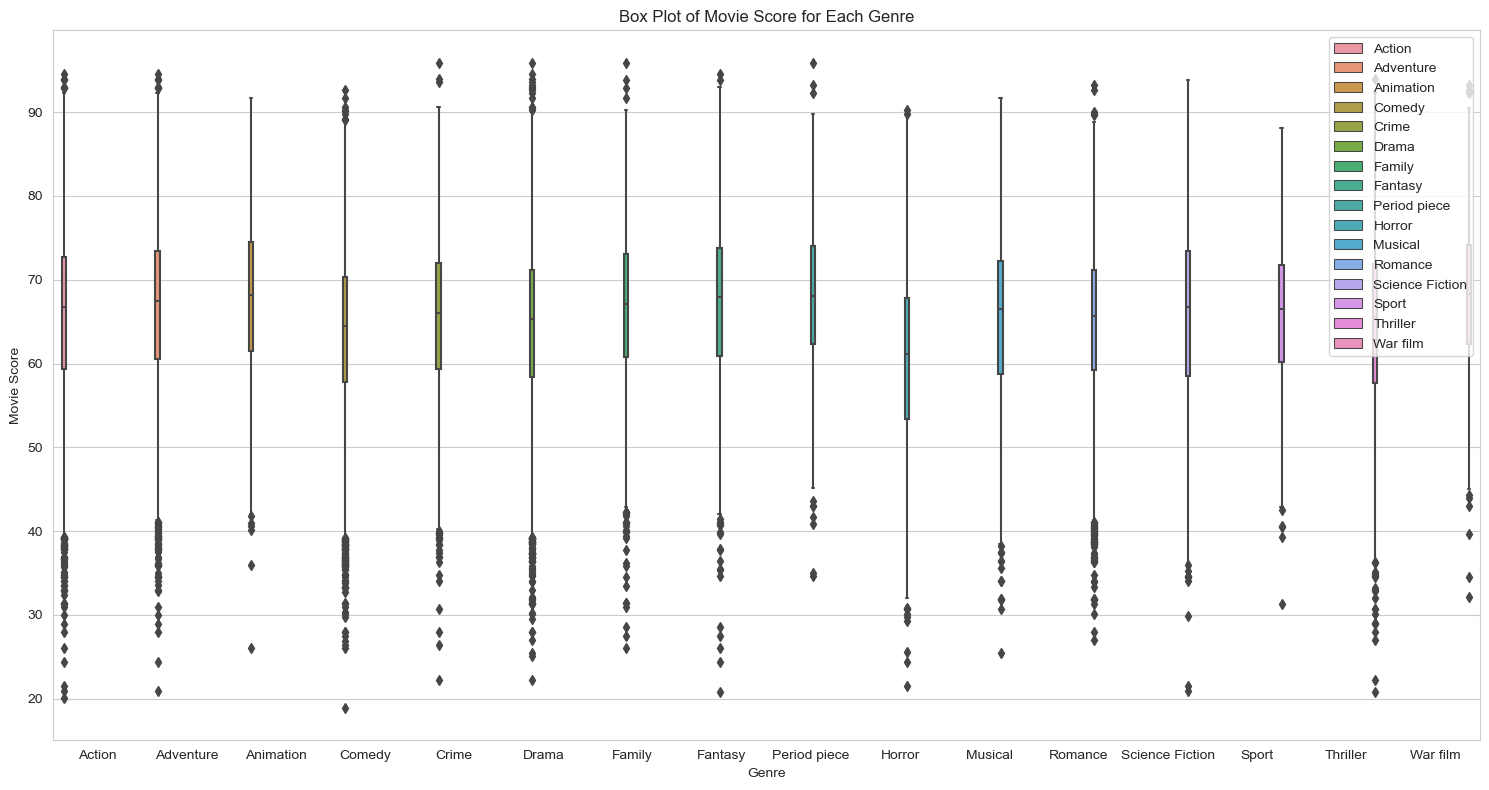 Box Plot of Movie Score for Each Genre
Action
Adventure
Animation
Comedy
Crime
Drama
Family
Fantasy
Period piece
Horror
Musical
Romance
Science Fiction
Sport
Thriller
War film
90
80
70
60
50
40
30
20
Movie Score
Action Adventure Animation Comedy Crime Drama Family Fantasy Period piece Horror Musical Romance Science Fiction Sport Thriller War film
Genre